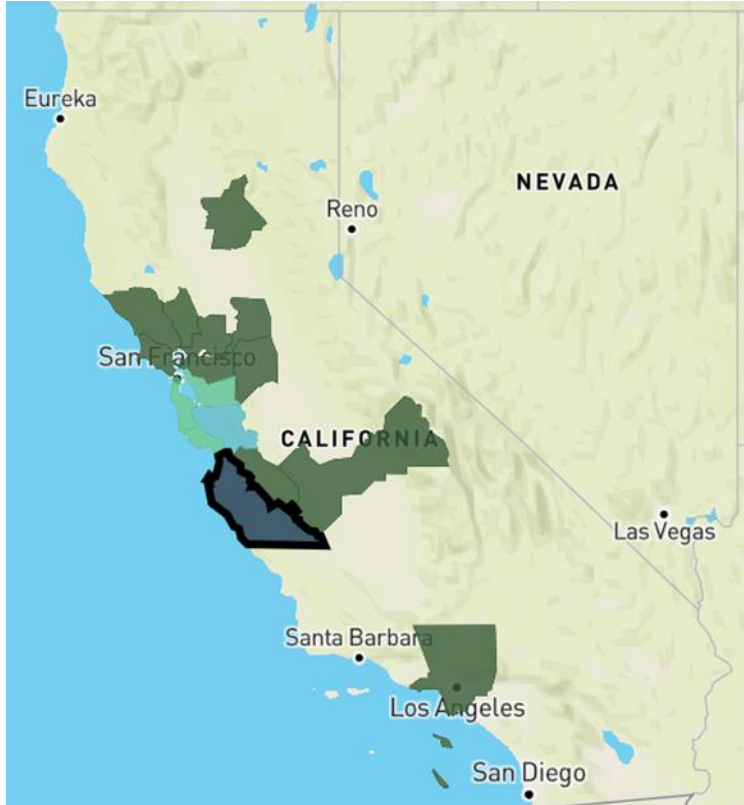 Eureka
NEVADA
Reno
San Francisco
CALIFORNIA
Las Vegas
Santa Barbara
Los Angeles
San Diego